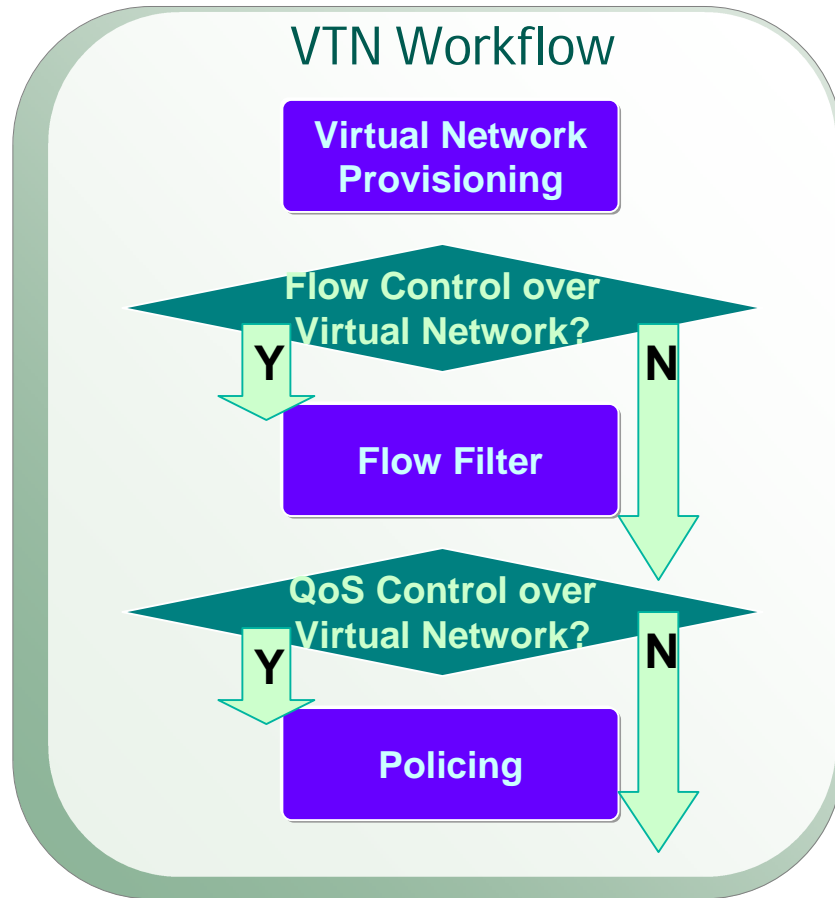 VTN Workflow
Virtual Network
Provisioning
Flow Control over
Virtual Network?
Y
N
Flow Filter
QoS Control over
Virtual Network?
Y
N
Policing